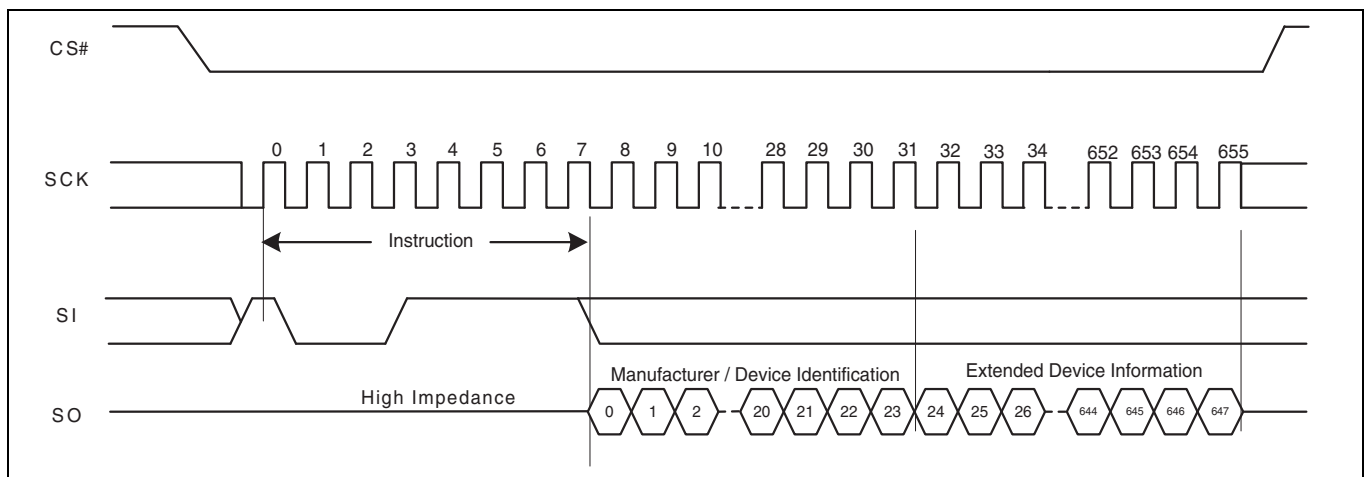 CS#
0 1 2 3 4 5 6 7 8 9 10 28 29 30 31 32 33 34 652 653 654 655
SCK
Instruction
SI
Manufacturer / Device Identification Extended Device Information
High Impedance
SO 0 1 2 20 21 22 23 24 25 26 644 645 646 647